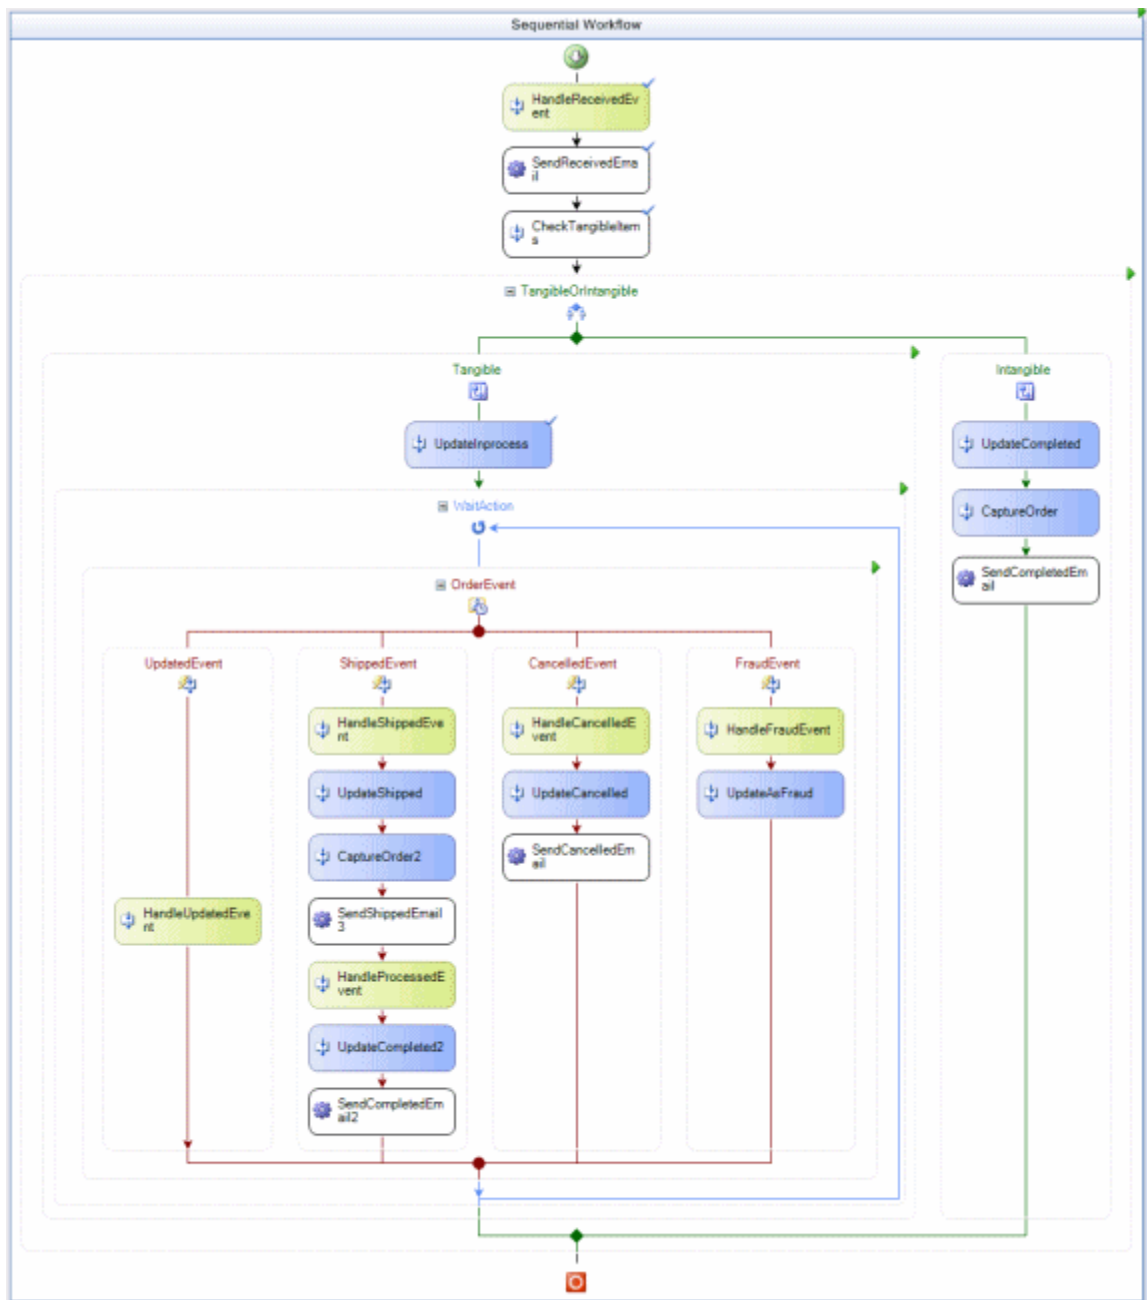 Sequential Workflow
HandleReceivedEv
ent
SendReceivedEma
il
CheckTangibleItem
s
TangibleOrIntangible
Tangible
Intangible
UpdateInprocess
UpdateCompleted
WaitAction
CaptureOrder
SendCompletedEm
ail
OrderEvent
UpdatedEvent
ShippedEvent
CancelledEvent
FraudEvent
HandleShippedEve
nt
HandleCancelledE
vent
HandleFraudEvent
UpdateShipped
UpdateCancelled
UpdateAsFraud
CaptureOrder2
SendCancelledEm
ail
HandleUpdatedEve
nt
SendShippedEmail
3
HandleProcessedE
vent
UpdateCompleted2
SendCompletedEm
ail2